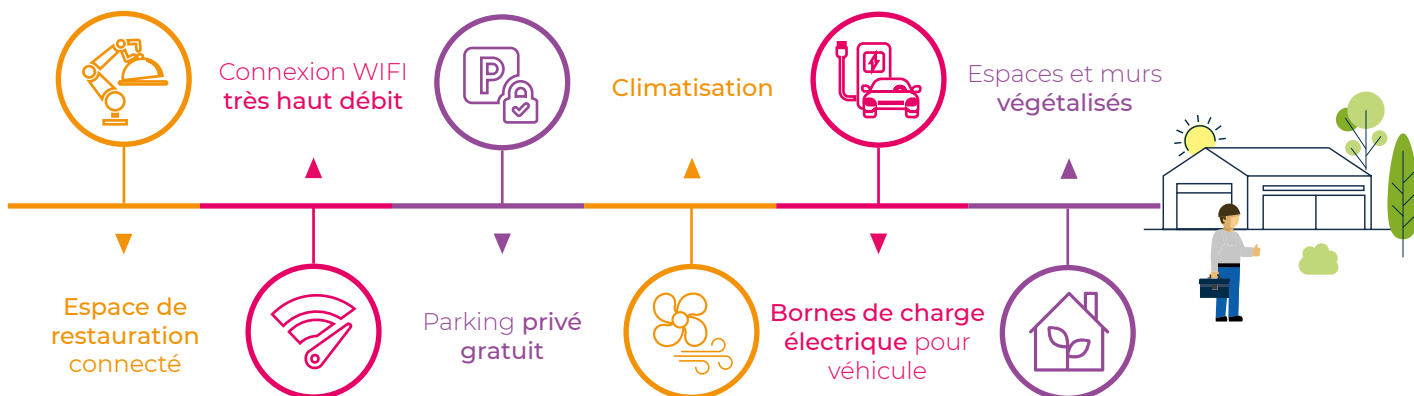 Espace de
restauration
connecté
Connexion WIFI
très haut débit
P
Parking privé
gratuit
Climatisation
Bornes de charge
électrique pour
véhicule
Espaces et murs
végétalisés